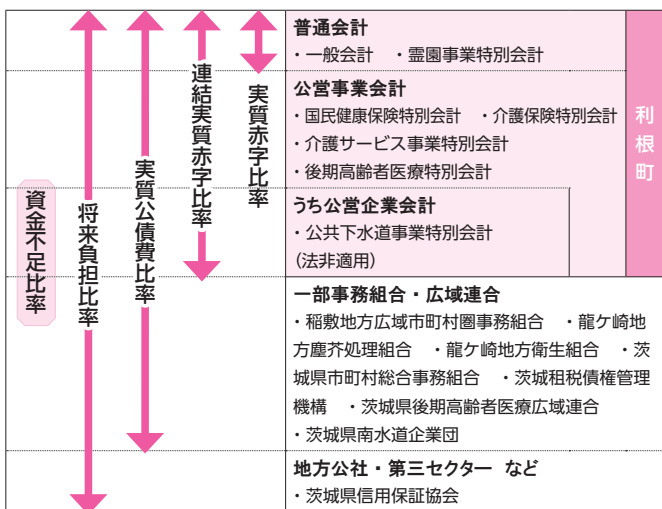 資金不足比率
将来負担比率
実質公債費比率
連結実質赤字比率
実質赤字比率
普通会計
・一般会計 ・霊園事業特別会計
公営事業会計
・国民健康保険特別会計 ・介護保険特別会計
・介護サービス事業特別会計
・後期高齢者医療特別会計
うち公営企業会計
・公共下水道事業特別会計
(法非適用)
利根町
一部事務組合・広域連合
・稲敷地方広域市町村圏事務組合 ・龍ケ崎地
方塵芥処理組合 ・龍ケ崎地方衛生組合 ・茨
城県市町村総合事務組合 ・茨城租税債権管理
機構 ・茨城県後期高齢者医療広域連合
・茨城県南水道企業団
地方公社・第三セクター など
・茨城県信用保証協会